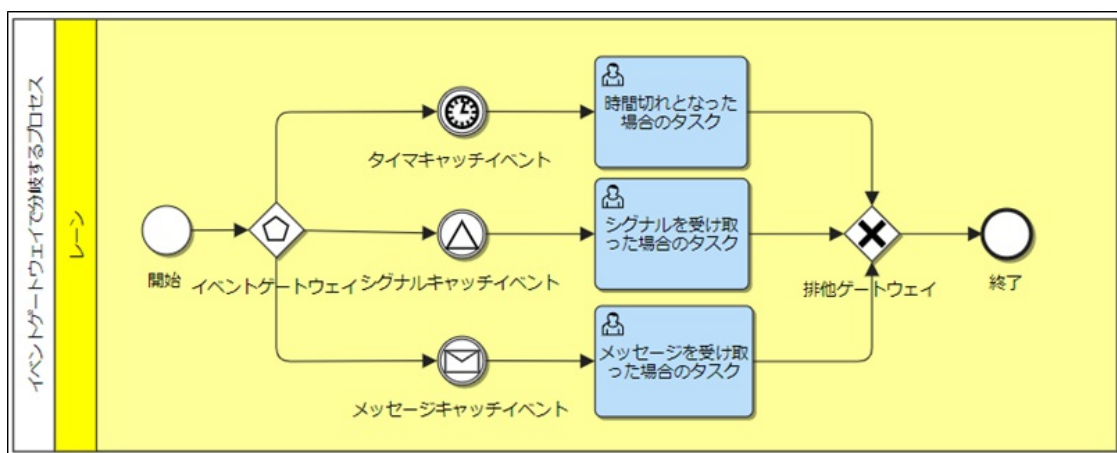 イベントゲートウェイで分岐するプロセス
レーン
開始
イベントゲートウェイ
タイマキャッチイベント
時間切れとなった
場合のタスク
シグナルキャッチイベント
シグナルを受け取
った場合のタスク
メッセージキャッチイベント
メッセージを受け取
った場合のタスク
排他ゲートウェイ
終了